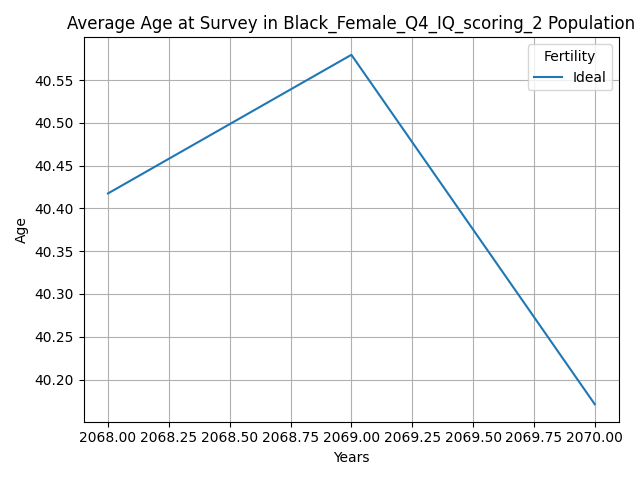 Average Age at Survey in Black_Female_Q4_IQ_scoring_2 Population
Fertility
Ideal
40.55
40.50
40.45
40.40
40.35
40.30
40.25
40.20
Age
2068.00 2068.25 2068.50 2068.75 2069.00 2069.25 2069.50 2069.75 2070.00
Years